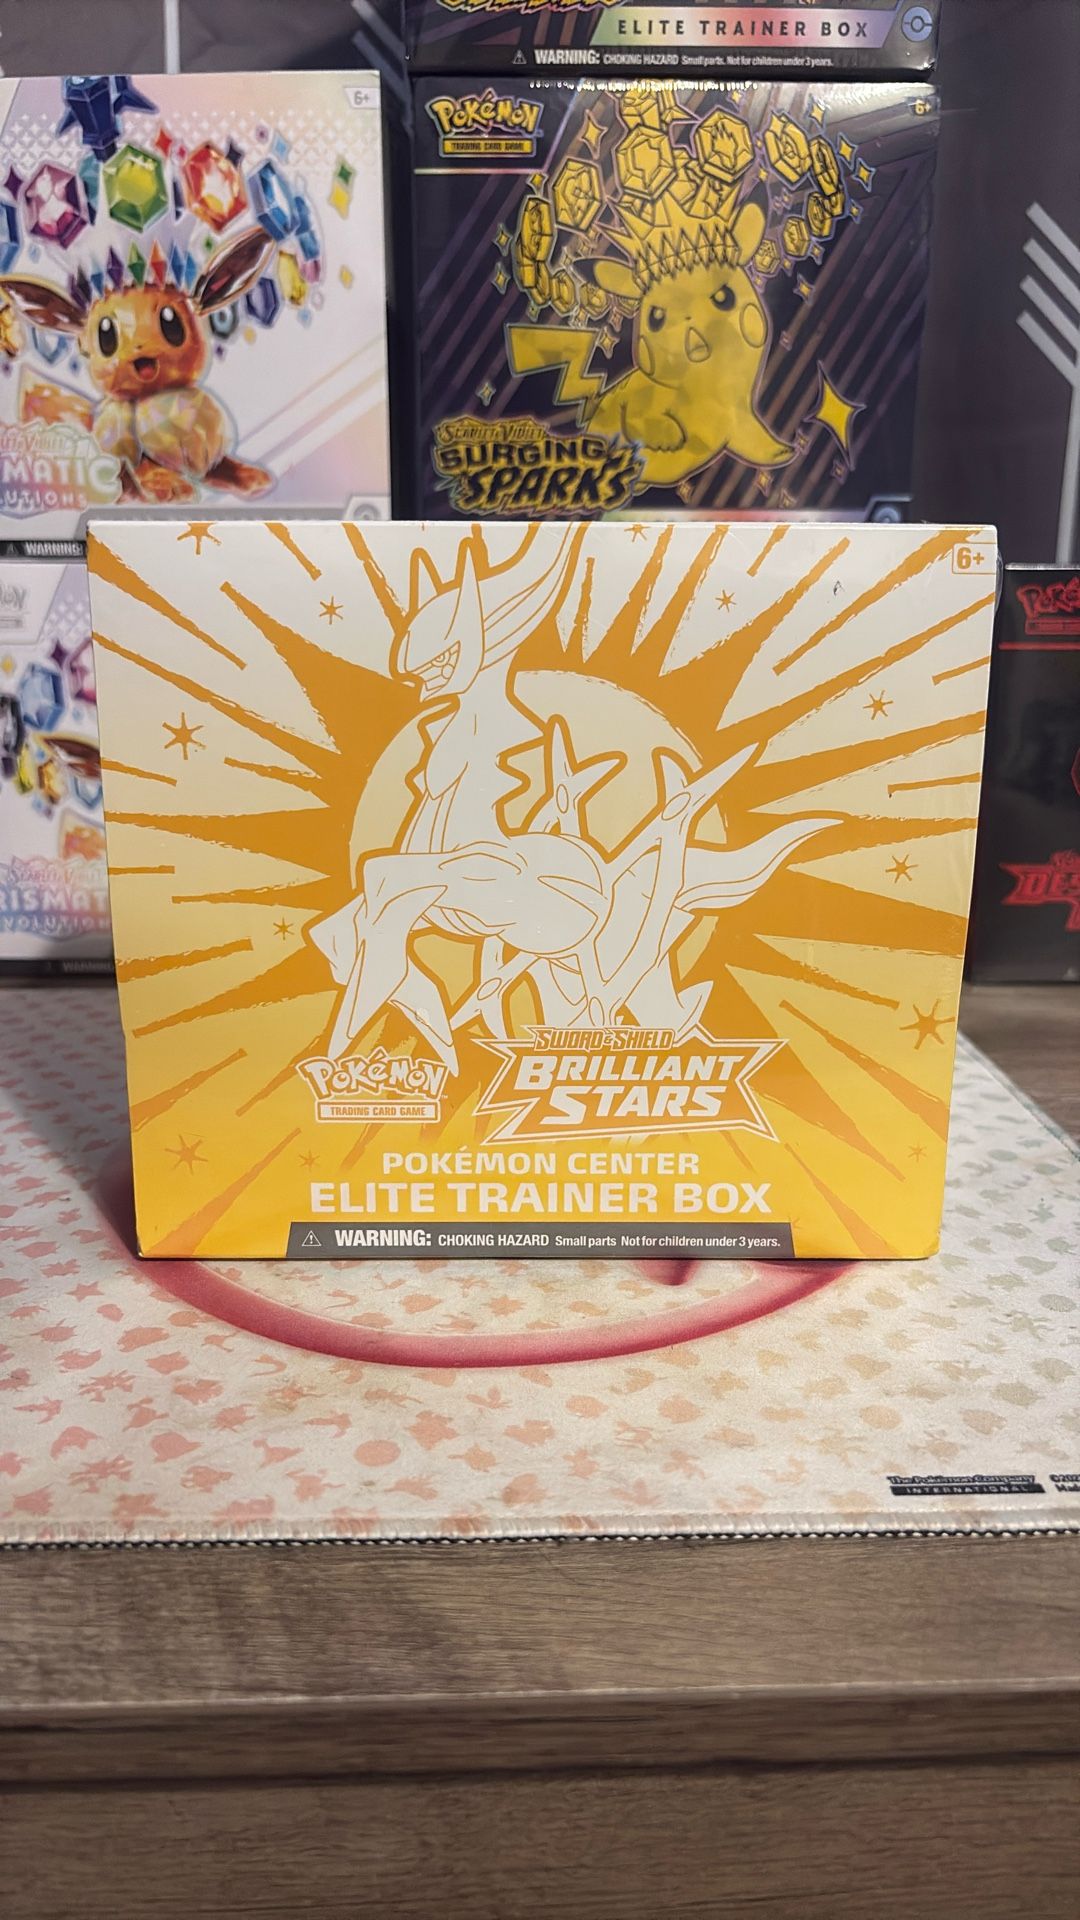 ELITE TRAINER BOX
WARNING: CHOKING HAZARD Small parts. Not for children under 3 years.
6+
Pokémon
TRADING CARD GAME
6+
SCARLET & VIOLET
SURGING
SPARKS
WARNING:
6+
SWORD & SHIELD
BRILLIANT
STARS
Pokémon
TRADING CARD GAME
POKÉMON CENTER
ELITE TRAINER BOX
WARNING: CHOKING HAZARD Small parts Not for children under 3 years.
WARNING
The Pokémon Company
INTERNATIONAL